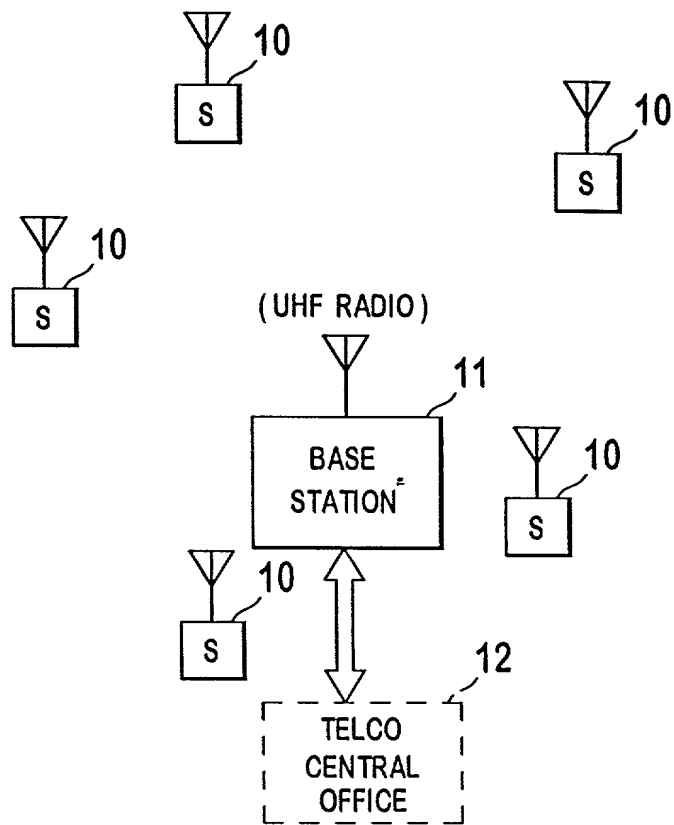 10
S
10
S
10
S
(UHF RADIO)
11
BASE
STATION
10
S
10
S
12
TELCO
CENTRAL
OFFICE